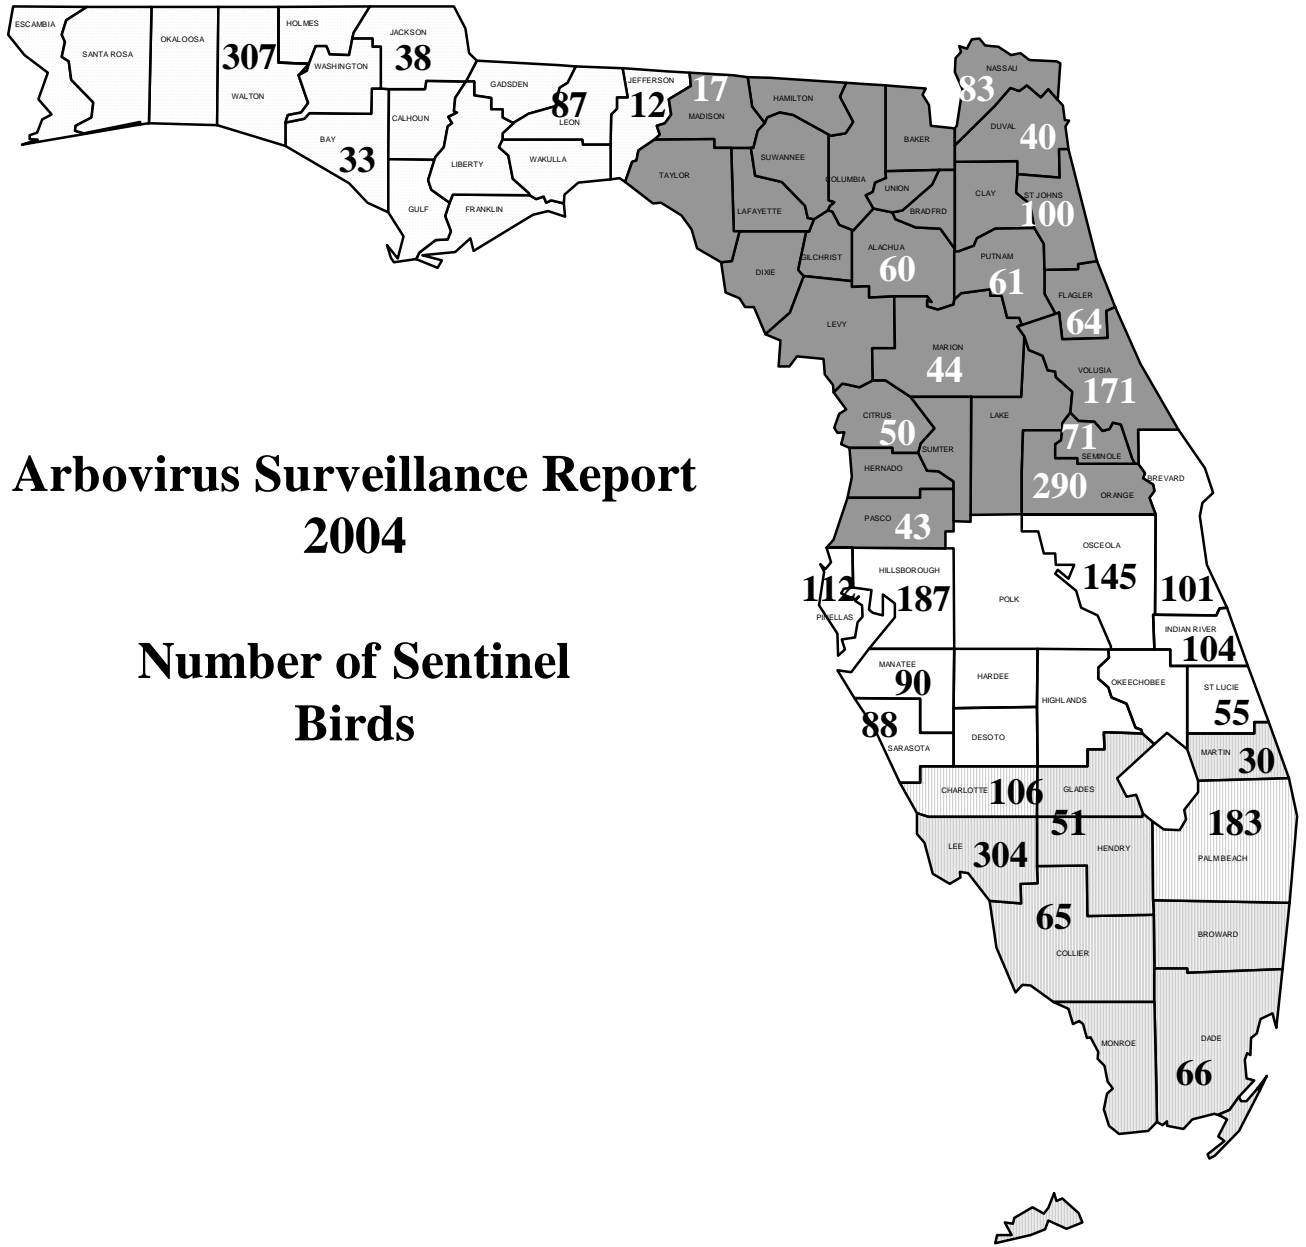 ESCAMBIA
SANTA ROSA
OKALOOSA
307
WALTON
HOLMES
WASHINGTON
JACKSON
38
BAY
33
CALHOUN
GULF
GADSDEN
LIBERTY
FRANKLIN
87
LEON
WAKULLA
JEFFERSON
12
17
MADISON
TAYLOR
HAMILTON
SUWANNEE
LAFAYETTE
DIXIE
COLUMBIA
GILCHRIST
LEVY
BAKER
UNION
BRADFRD
ALACHUA
60
NASSAU
83
DUVAL
40
CLAY
ST JOHNS
100
PUTNAM
61
FLAGLER
64
MARION
44
VOLUSIA
171
CITRUS
50
SUMTER
LAKE
71
SEMINOLE
HERNADO
290
ORANGE
BREVARD
101
PASCO
43
Arbovirus Surveillance Report
2004
Number of Sentinel
Birds
112
PINELLAS
HILLSBOROUGH
187
POLK
OSCEOLA
145
INDIAN RIVER
104
MANATEE
90
HARDEE
HIGHLANDS
OKEECHOBEE
ST LUCIE
55
88
SARASOTA
DESOTO
MARTIN
30
CHARLOTTE
106
GLADES
51
LEE
304
HENDRY
183
PALM BEACH
65
COLLIER
BROWARD
MONROE
DADE
66